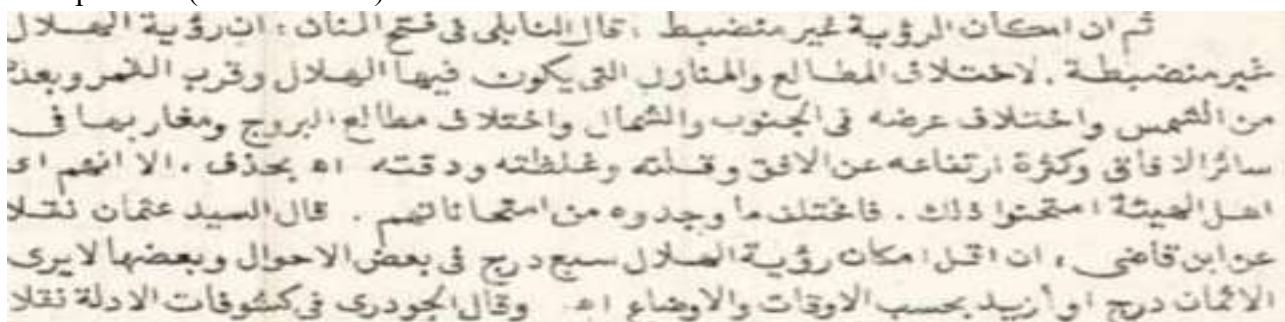 ثم ان امكان الرؤية غير منضبط ، قال النابلى فى فتح المنان : ان رؤية الهلال
غير منضبطة . لاختلاف المطالع والمنازل التى يكون فيها الهلال وقرب القمر وبعده
من الشمس واختلاف عرضه فى الجنوب والشمال واختلاف مطالع البروج ومغاربها فى
سائر الافاق وكثرة ارتفاعه عن الافق وقلته وغلظته ودقته اه بحذف ، الا انهم اى
اهل الهيئة امتحنوا ذلك . فاختلف ما وجدوه من امتحاناتهم . قال السيد عثمان نقلا
عن ابن قاضى ، ان اقل امكان رؤية الهلال سبع درج فى بعض الاحوال وبعضها لا يرى
الاثمان درج او أزيد بحسب الاوقات والاوضاع اه وقال الجودرى فى كشوفات الادلة نقلا